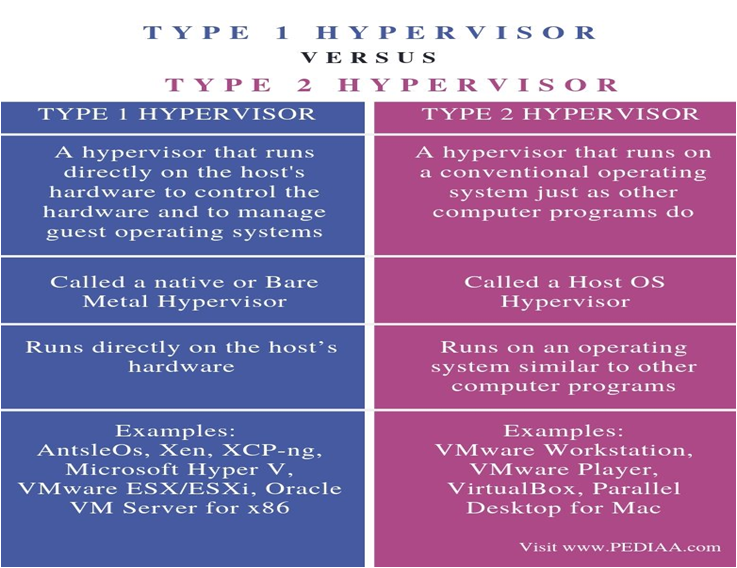 TYPE 1 HYPERVISOR
VERSUS
TYPE 2 HYPERVISOR
TYPE 1 HYPERVISOR
TYPE 2 HYPERVISOR
A hypervisor that runs
directly on the host's
hardware to control the
hardware and to manage
guest operating systems
A hypervisor that runs on
a conventional operating
system just as other
computer programs do
Called a native or Bare
Metal Hypervisor
Called a Host OS
Hypervisor
Runs directly on the host’s
hardware
Runs on an operating
system similar to other
computer programs
Examples:
AntsleOs, Xen, XCP-ng,
Microsoft Hyper V,
VMware ESX/ESXi, Oracle
VM Server for x86
Examples:
VMware Workstation,
VMware Player,
VirtualBox, Parallel
Desktop for Mac
Visit www.PEDIAA.com